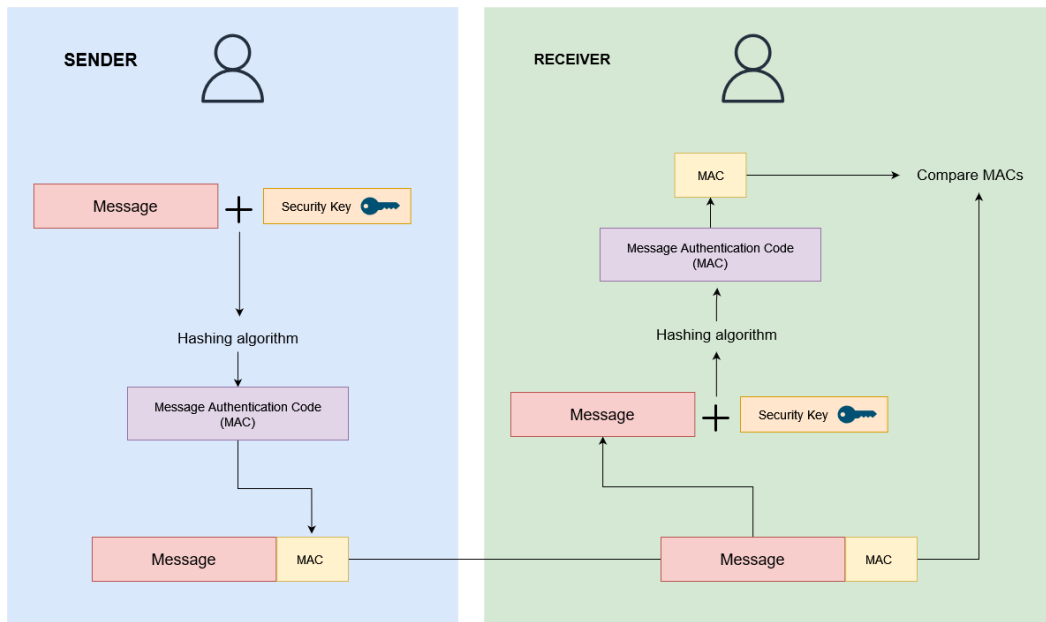 SENDER
Message
Security Key
Hashing algorithm
Message Authentication Code
(MAC)
Message
MAC
RECEIVER
MAC
Compare MACs
Message Authentication Code
(MAC)
Hashing algorithm
Message
Security Key
Message
MAC